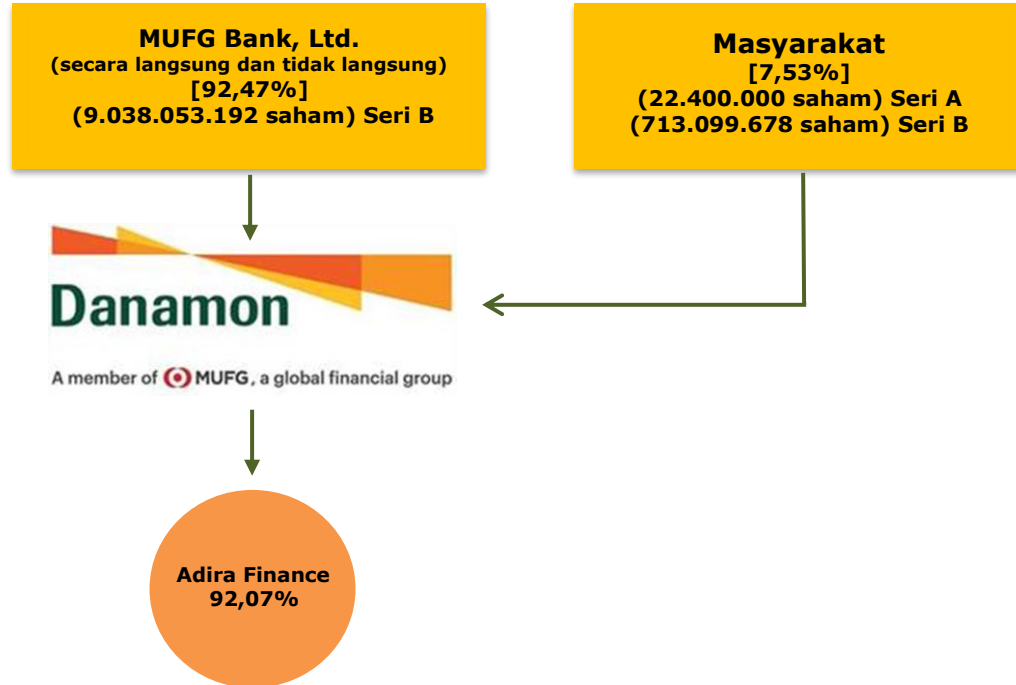 MUFG Bank, Ltd.
(secara langsung dan tidak langsung)
[92,47%]
(9.038.053.192 saham) Seri B
Masyarakat
[7,53%]
(22.400.000 saham) Seri A
(713.099.678 saham) Seri B
Danamon
A member of MUFG, a global financial group
Adira Finance
92,07%